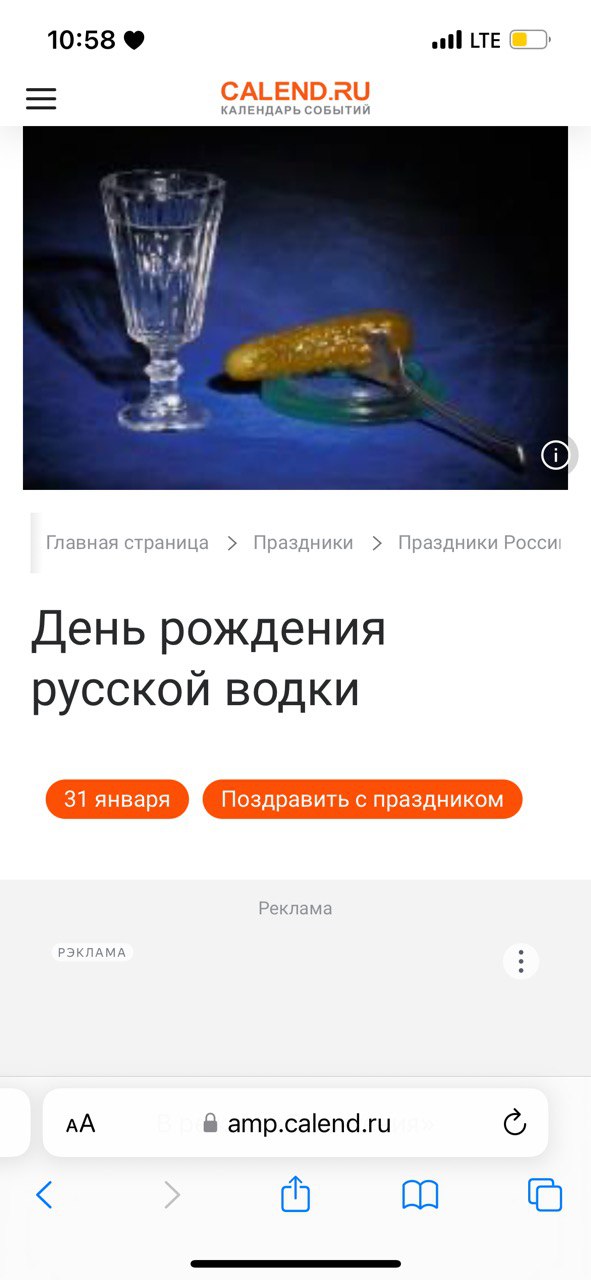 10:58
LTE
CALEND.RU
КАЛЕНДАРЬ СОБЫТИЙ
Главная страница > Праздники > Праздники Росси
День рождения
русской водки
31 января
Поздравить с праздником
Реклама
РЭКЛАМА
AA amp.calend.ru